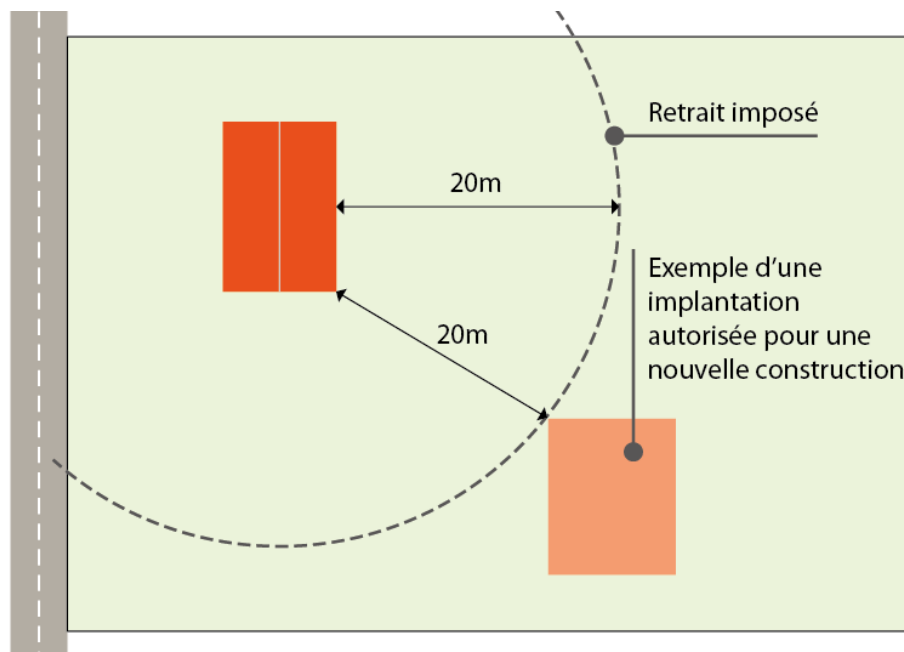 Retrait imposé
20m
Exemple d’une
implantation
autorisée pour une
nouvelle construction
20m